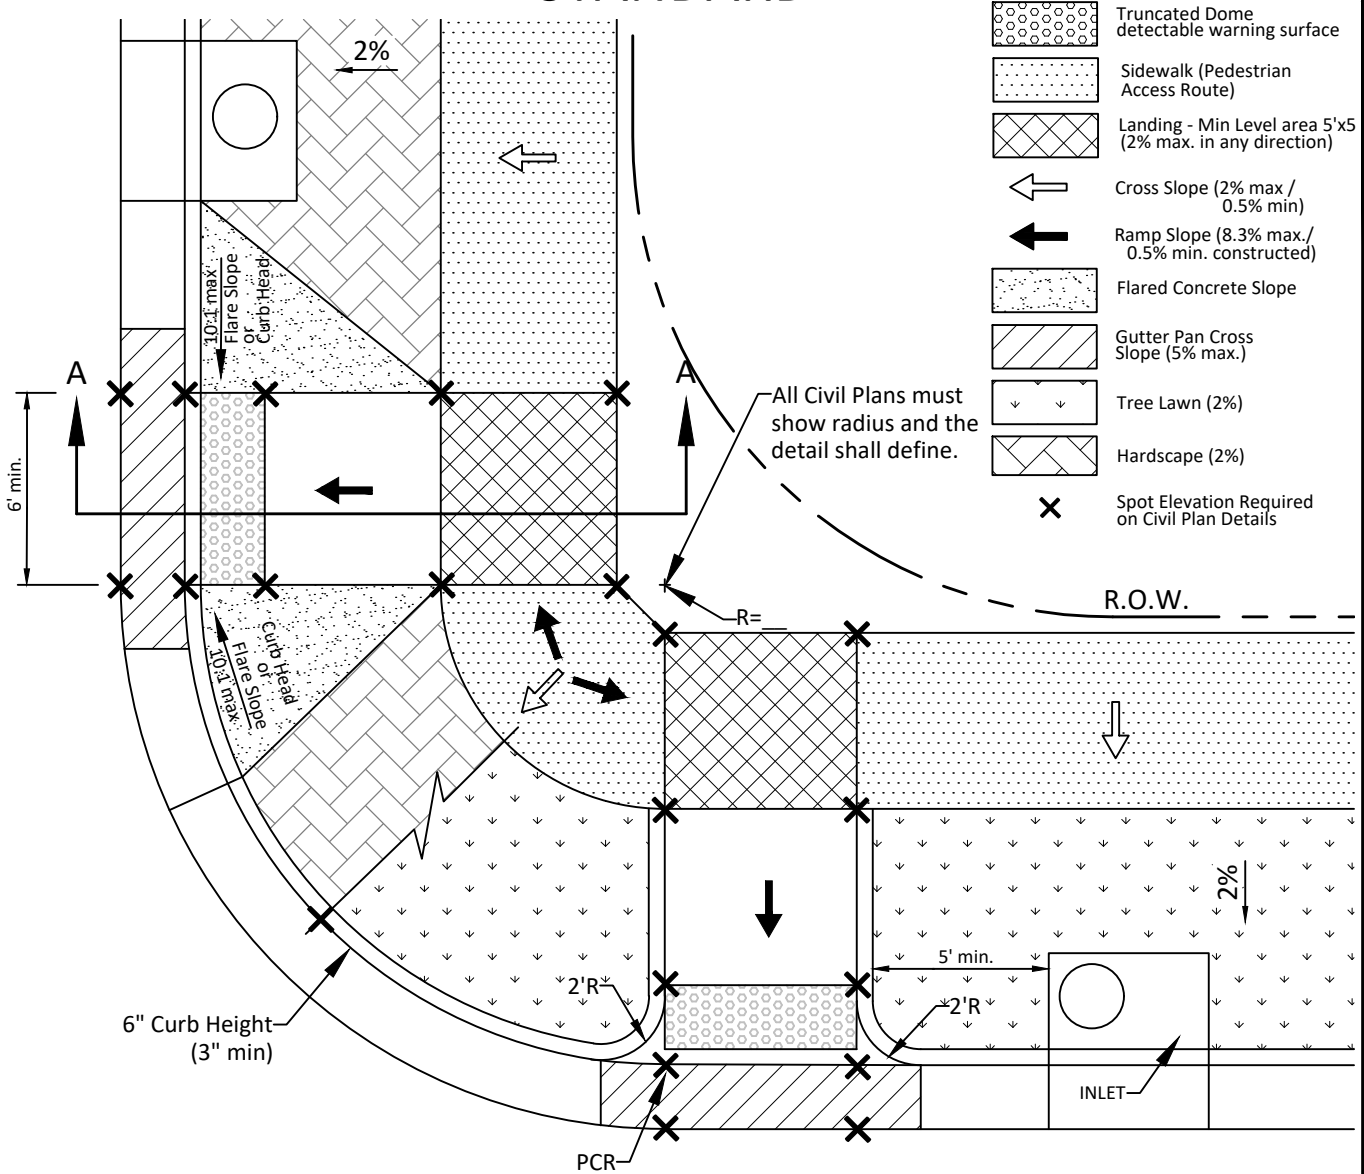 Truncated Dome
detectable warning surface
Sidewalk (Pedestrian
Access Route)
Landing - Min Level area 5'x5
(2% max. in any direction)
Cross Slope (2% max /
0.5% min)
Ramp Slope (8.3% max./
0.5% min. constructed)
Flared Concrete Slope
Gutter Pan Cross
Slope (5% max.)
Tree Lawn (2%)
Hardscape (2%)
Spot Elevation Required
on Civil Plan Details
2%
10:1 max
Flare Slope
or
Curb Head
A
A
6' min.
All Civil Plans must
show radius and the
detail shall define.
R.O.W.
R=__
Curb Head
or
Flare Slope
10:1 max
2%
5' min.
2'R
2'R
6" Curb Height
(3" min)
INLET
PCR